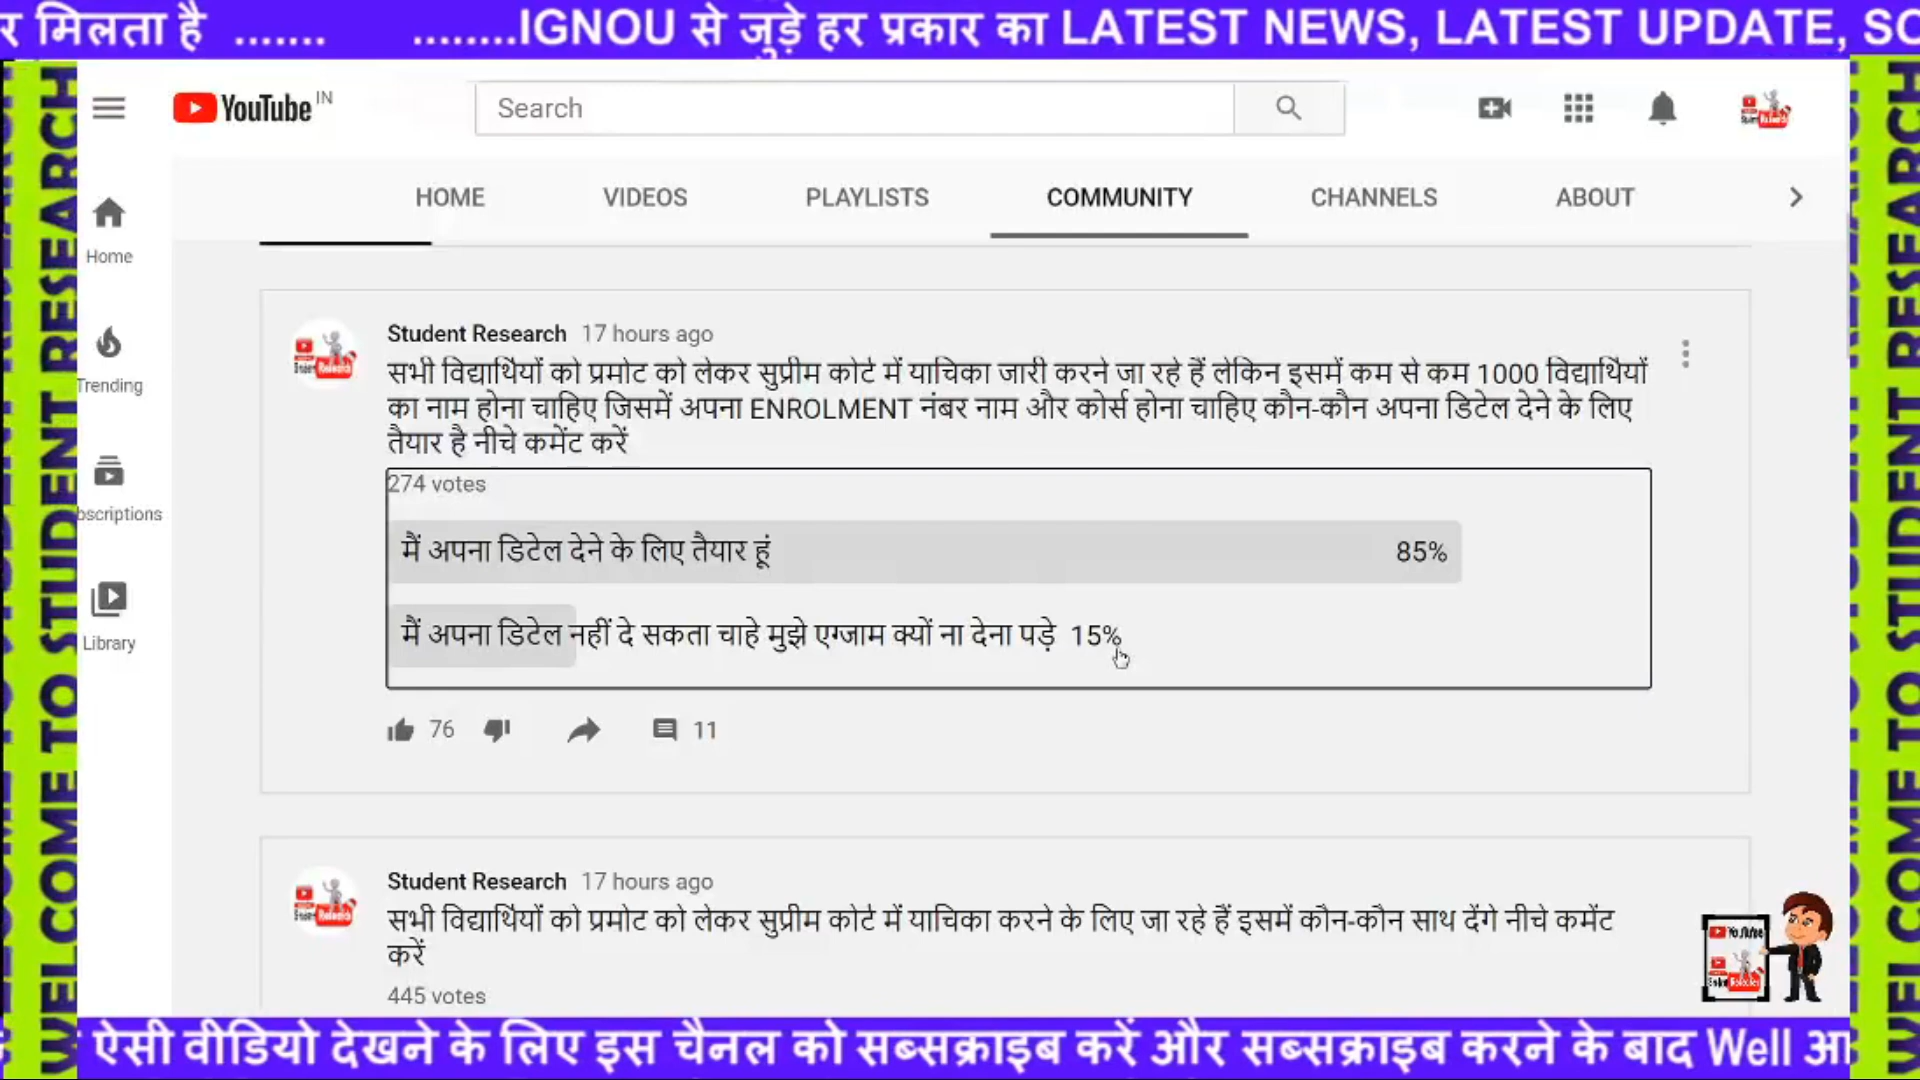 र मिलता है ....... ........IGNOU से जुड़े हर प्रकार का LATEST NEWS, LATEST UPDATE, SO
YouTube IN
Search
HOME VIDEOS PLAYLISTS COMMUNITY CHANNELS ABOUT
Home
Trending
bscriptions
Library
Student Research 17 hours ago
सभी विद्यार्थियों को प्रमोट को लेकर सुप्रीम कोर्ट में याचिका जारी करने जा रहे हैं लेकिन इसमें कम से कम 1000 विद्यार्थियों
का नाम होना चाहिए जिसमें अपना ENROLMENT नंबर नाम और कोर्स होना चाहिए कौन-कौन अपना डिटेल देने के लिए
तैयार है नीचे कमेंट करें
274 votes
मैं अपना डिटेल देने के लिए तैयार हूं 85%
मैं अपना डिटेल नहीं दे सकता चाहे मुझे एग्जाम क्यों ना देना पड़े 15%
76 11
Student Research 17 hours ago
सभी विद्यार्थियों को प्रमोट को लेकर सुप्रीम कोर्ट में याचिका करने के लिए जा रहे हैं इसमें कौन-कौन साथ देंगे नीचे कमेंट
करें
445 votes
ऐसी वीडियो देखने के लिए इस चैनल को सब्सक्राइब करें और सब्सक्राइब करने के बाद Well आ
WELCOME TO STUDENT RESEARCH
WELCOME TO STUDENT RESEARCH